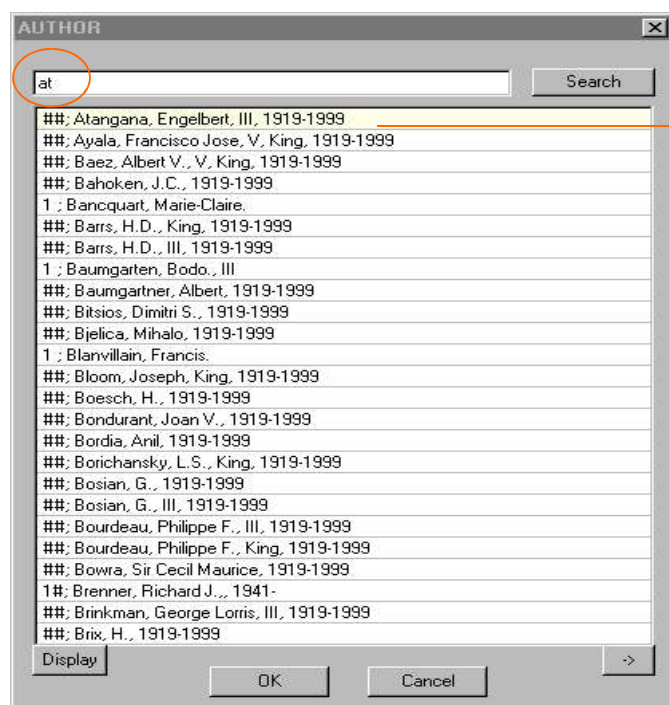 AUTHOR
at
Search
##; Atangana, Engelbert, III, 1919-1999
##; Ayala, Francisco Jose, V, King, 1919-1999
##; Baez, Albert V., V, King, 1919-1999
##; Bahoken, J.C., 1919-1999
1 ; Bancquart, Marie-Claire.
##; Barrs, H.D., King, 1919-1999
##; Barrs, H.D., III, 1919-1999
1 ; Baumgarten, Bodo., III
##; Baumgartner, Albert, 1919-1999
##; Bitsios, Dimitri S., 1919-1999
##; Bjelica, Mihalo, 1919-1999
1 ; Blanvillain, Francis.
##; Bloom, Joseph, King, 1919-1999
##; Boesch, H., 1919-1999
##; Bondurant, Joan V., 1919-1999
##; Bordia, Anil, 1919-1999
##; Borichansky, L.S., King, 1919-1999
##; Bosian, G., 1919-1999
##; Bosian, G., III, 1919-1999
##; Bourdeau, Philippe F., III, 1919-1999
##; Bourdeau, Philippe F., King, 1919-1999
##; Bowra, Sir Cecil Maurice, 1919-1999
1#; Brenner, Richard J.,, 1941-
##; Brinkman, George Lorris, III, 1919-1999
##; Brix, H., 1919-1999
Display
->
OK
Cancel